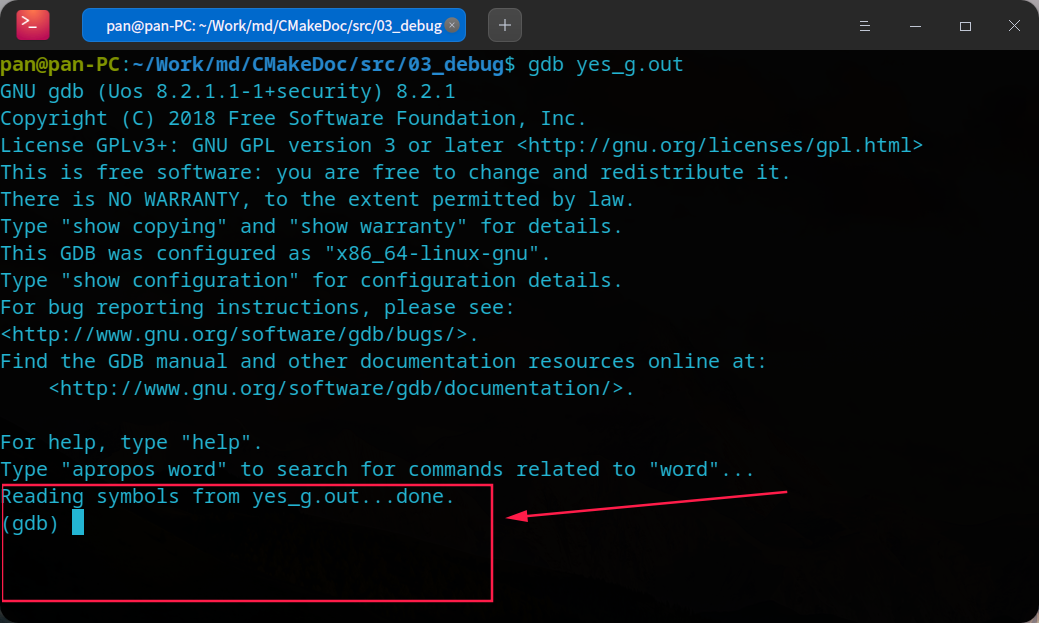 >_
pan@pan-PC: ~/Work/md/CMakeDoc/src/03_debug
pan@pan-PC:~/Work/md/CMakeDoc/src/03_debug$ gdb yes_g.out
GNU gdb (Uos 8.2.1.1-1+security) 8.2.1
Copyright (C) 2018 Free Software Foundation, Inc.
License GPLv3+: GNU GPL version 3 or later <http://gnu.org/licenses/gpl.html>
This is free software: you are free to change and redistribute it.
There is NO WARRANTY, to the extent permitted by law.
Type "show copying" and "show warranty" for details.
This GDB was configured as "x86_64-linux-gnu".
Type "show configuration" for configuration details.
For bug reporting instructions, please see:
<http://www.gnu.org/software/gdb/bugs/>.
Find the GDB manual and other documentation resources online at:
    <http://www.gnu.org/software/gdb/documentation/>.

For help, type "help".
Type "apropos word" to search for commands related to "word"...
Reading symbols from yes_g.out...done.
(gdb)